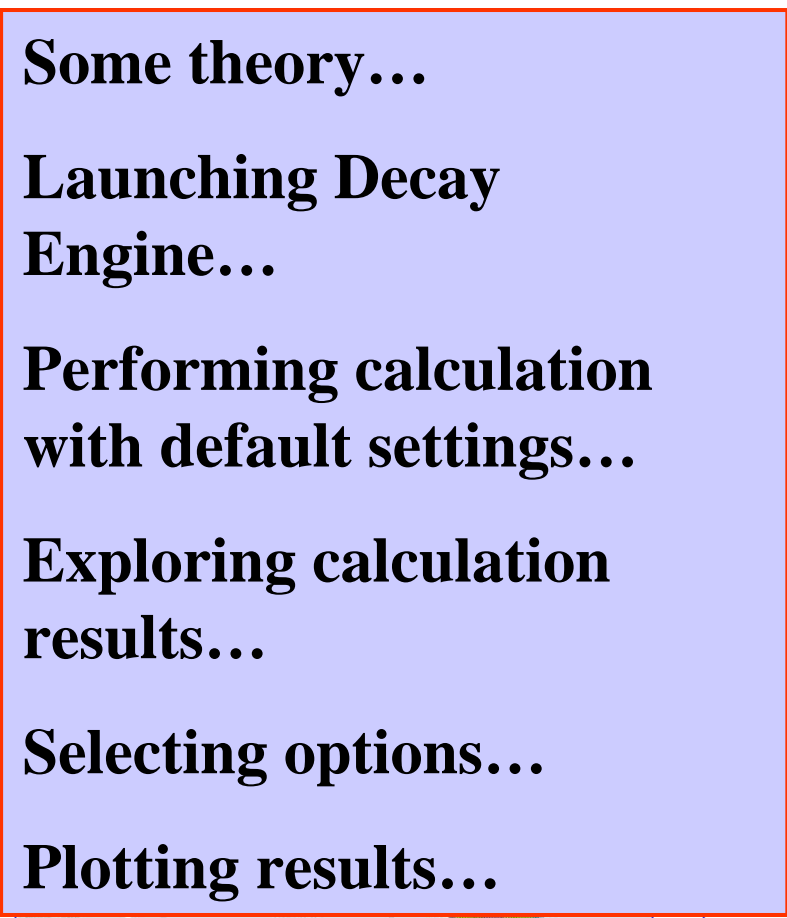 Some theory…
Launching Decay
Engine…
Performing calculation
with default settings…
Exploring calculation
results…
Selecting options…
Plotting results…